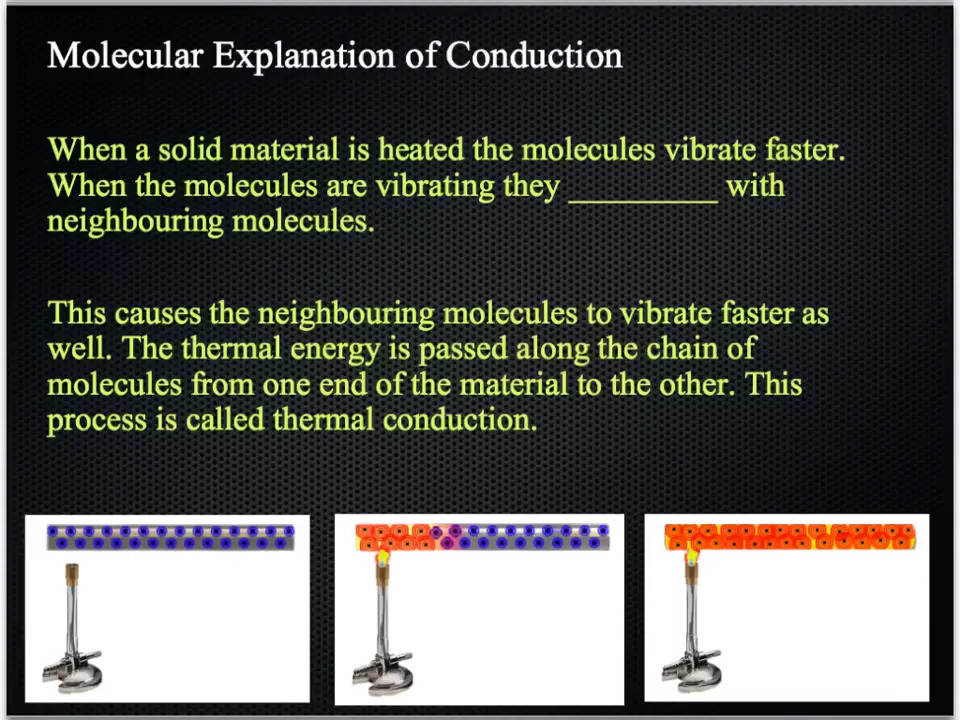 Molecular Explanation of Conduction
When a solid material is heated the molecules vibrate faster.
When the molecules are vibrating they __________ with
neighbouring molecules.
This causes the neighbouring molecules to vibrate faster as
well. The thermal energy is passed along the chain of
molecules from one end of the material to the other. This
process is called thermal conduction.